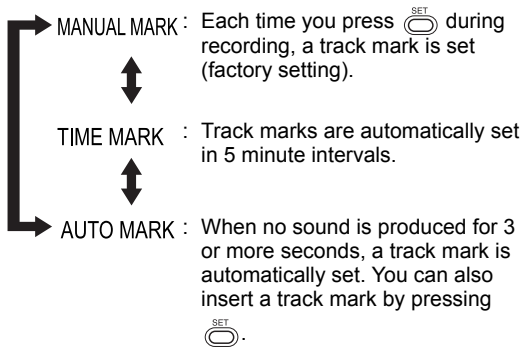 MANUAL MARK : Each time you press SET during
recording, a track mark is set
(factory setting).
TIME MARK : Track marks are automatically set
in 5 minute intervals.
AUTO MARK : When no sound is produced for 3
or more seconds, a track mark is
automatically set. You can also
insert a track mark by pressing
SET .